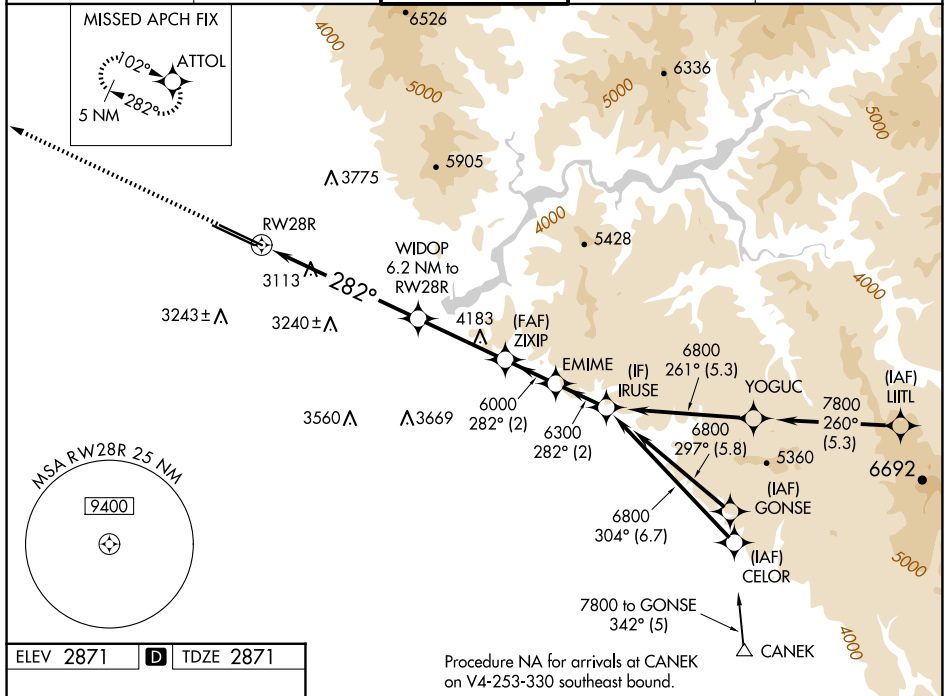 MISSED APCH FIX
102°
ATTOL
282°
5 NM
4000
6526
5000
6336
5000
5000
5905
3775
4000
5428
4000
RW28R
WIDOP
6.2 NM to
RW28R
3113
282°
3243±
3240±
4183
(FAF)
ZIXIP
EMIME
(IF)
IRUSE
6800
261° (5.3)
YOGUC
(IAF)
LIITL
7800
260°
(5.3)
6000
282° (2)
6300
282° (2)
3560
3669
6800
297° (5.8)
5360
6692
(IAF)
GONSE
6800
304° (6.7)
(IAF)
CELOR
5000
MSA RW28R 25 NM
9400
7800 to GONSE
342° (5)
CANEK
4000
ELEV 2871 D TDZE 2871
Procedure NA for arrivals at CANEK
on V4-253-330 southeast bound.